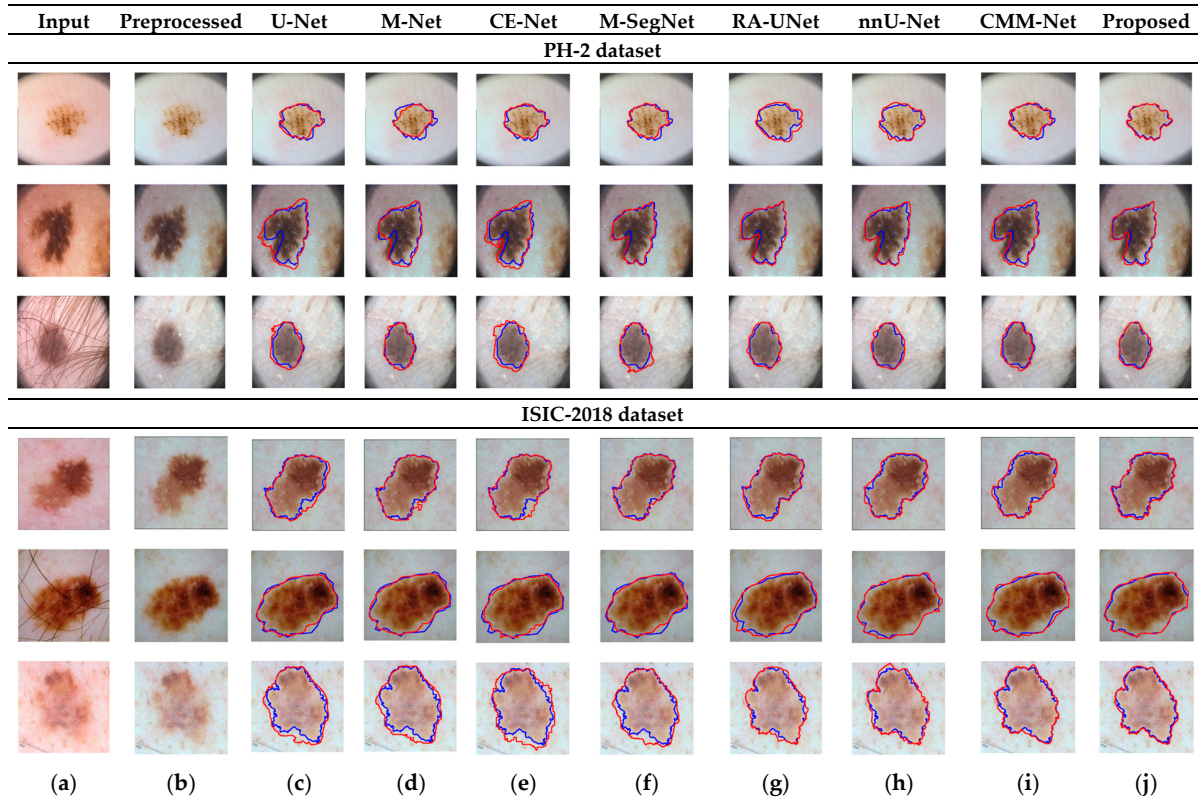 Input Preprocessed U-Net M-Net CE-Net M-SegNet RA-UNet nnU-Net CMM-Net Proposed
PH-2 dataset
ISIC-2018 dataset
(a) (b) (c) (d) (e) (f) (g) (h) (i) (j)